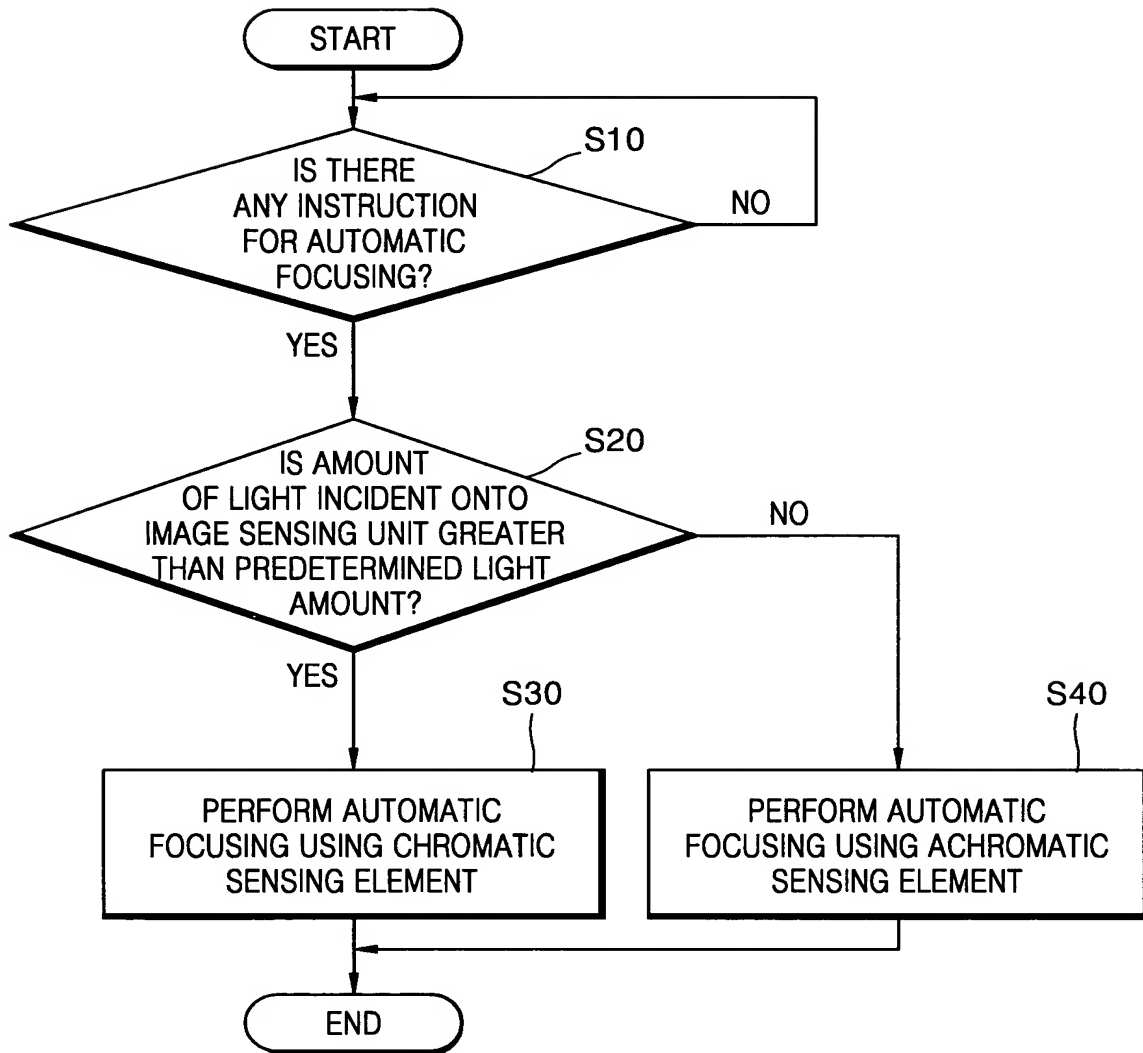 START
S10
IS THERE
ANY INSTRUCTION
FOR AUTOMATIC
FOCUSING?
NO
YES
S20
IS AMOUNT
OF LIGHT INCIDENT ONTO
IMAGE SENSING UNIT GREATER
THAN PREDETERMINED LIGHT
AMOUNT?
NO
YES
S30
PERFORM AUTOMATIC
FOCUSING USING CHROMATIC
SENSING ELEMENT
S40
PERFORM AUTOMATIC
FOCUSING USING ACHROMATIC
SENSING ELEMENT
END